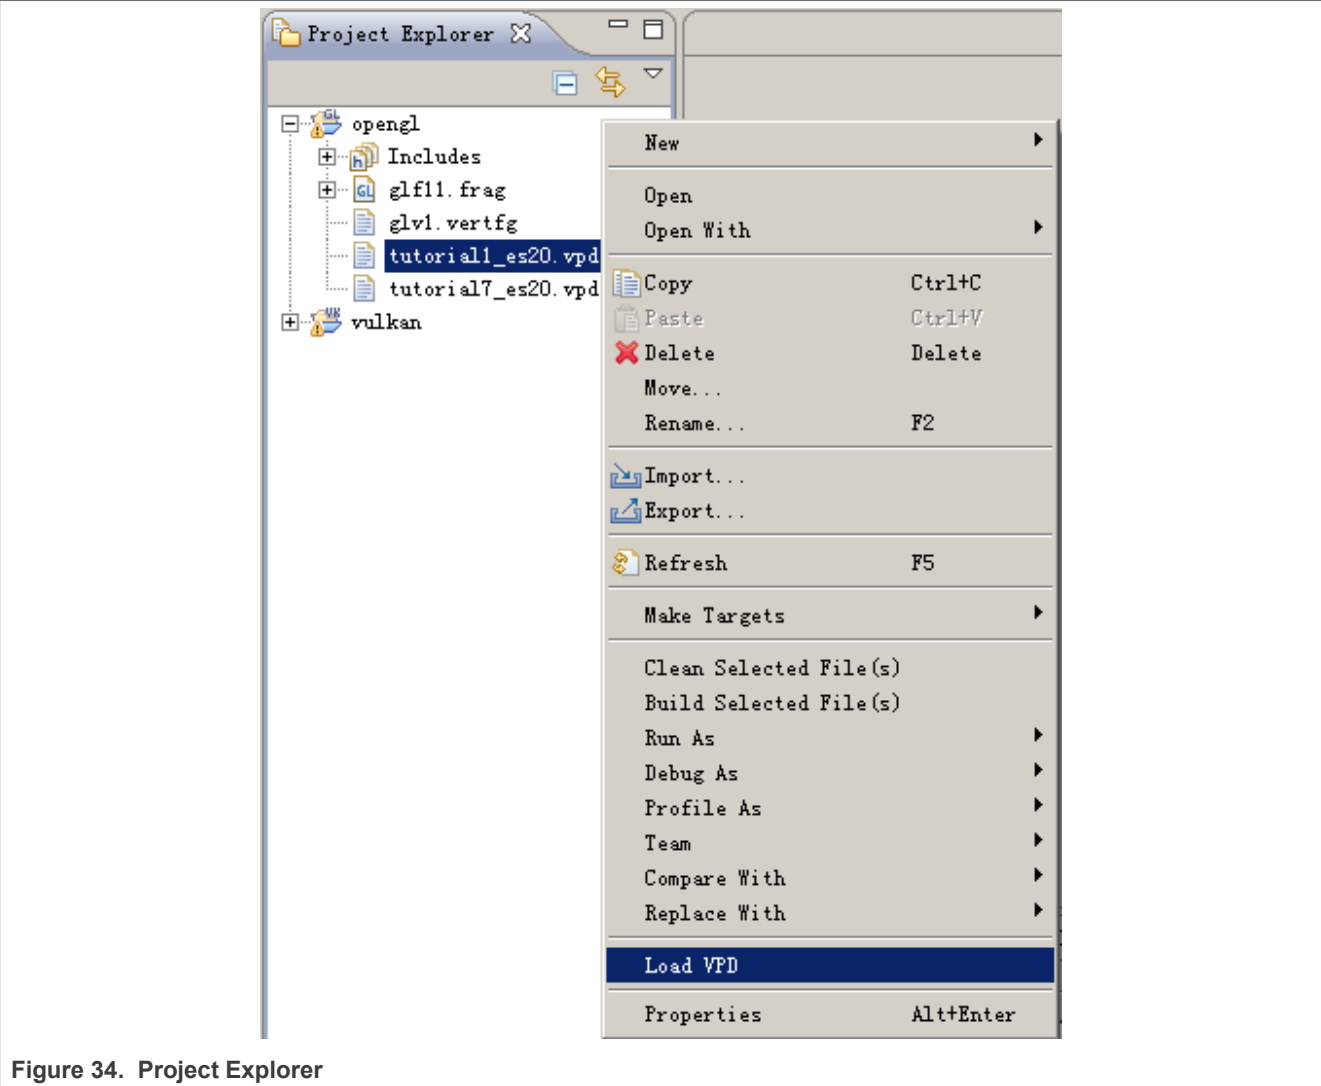 Project Explorer
opengl
Includes
glf11.frag
glv1.vertfg
tutorial1_es20.vpd
tutorial7_es20.vpd
vulkan
New
Open
Open With
Copy Ctrl+C
Paste Ctrl+V
Delete Delete
Move...
Rename... F2
Import...
Export...
Refresh F5
Make Targets
Clean Selected File(s)
Build Selected File(s)
Run As
Debug As
Profile As
Team
Compare With
Replace With
Load VPD
Properties Alt+Enter
Figure 34. Project Explorer